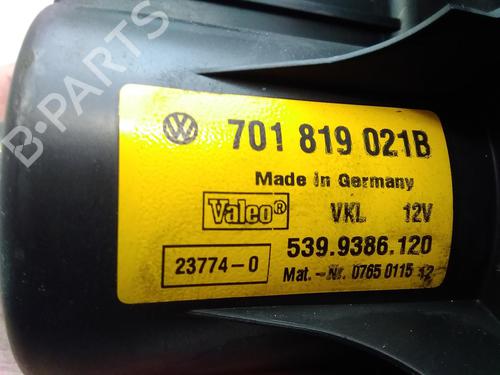 701 819 021B
Made in Germany
Valeo® VKL 12V
539.9386.120
23774-0
Mat.-Nr. 0765 0115 12
B-PARTS